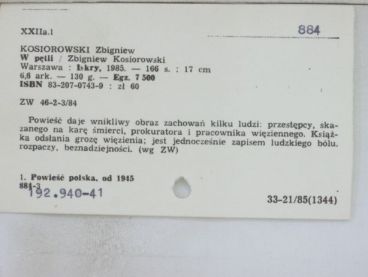 XXIIa.1
884
KOSIOROWSKI Zbigniew
W pętli / Zbigniew Kosiorowski
Warszawa : Iskry, 1985. — 166 s. ; 17 cm
6,6 ark. — 130 g. — Egz. 7 500
ISBN 83-207-0743-9 : zł 60
ZW 46-2-3/84
Powieść daje wnikliwy obraz zachowań kilku ludzi: przestępcy, ska-
zanego na karę śmierci, prokuratora i pracownika więziennego. Książ-
ka odsłania grozę więzienia; jest jednocześnie zapisem ludzkiego bólu,
rozpaczy, beznadziejności. (wg ZW)
1. Powieść polska, od 1945
884-3
192.940-41
33-21/85(1344)